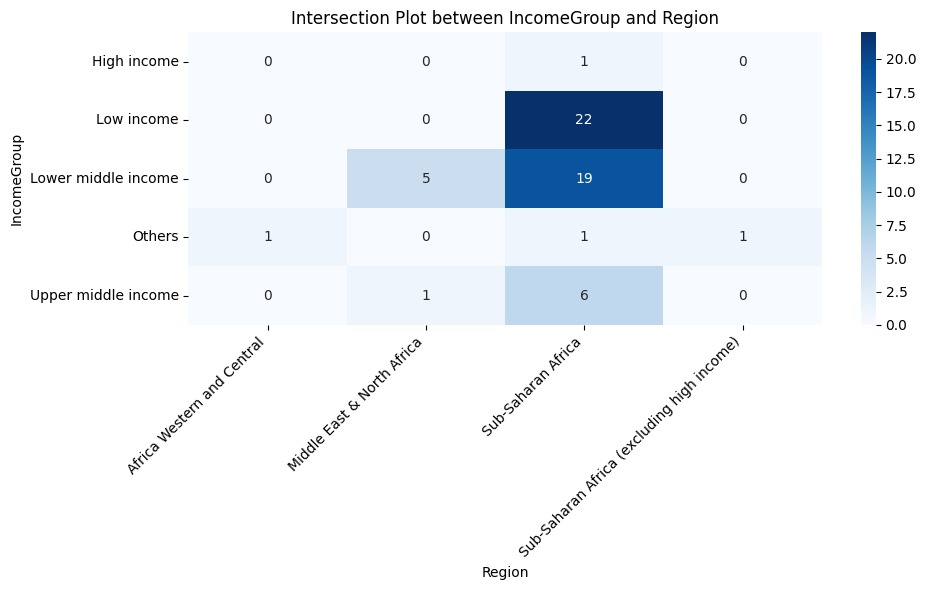 Intersection Plot between IncomeGroup and Region
IncomeGroup
High income
0 0 1 0
Low income
0 0 22 0
Lower middle income
0 5 19 0
Others
1 0 1 1
Upper middle income
0 1 6 0
Africa Western and Central
Middle East & North Africa
Sub-Saharan Africa
Sub-Saharan Africa (excluding high income)
Region
20.0
17.5
15.0
12.5
10.0
7.5
5.0
2.5
0.0